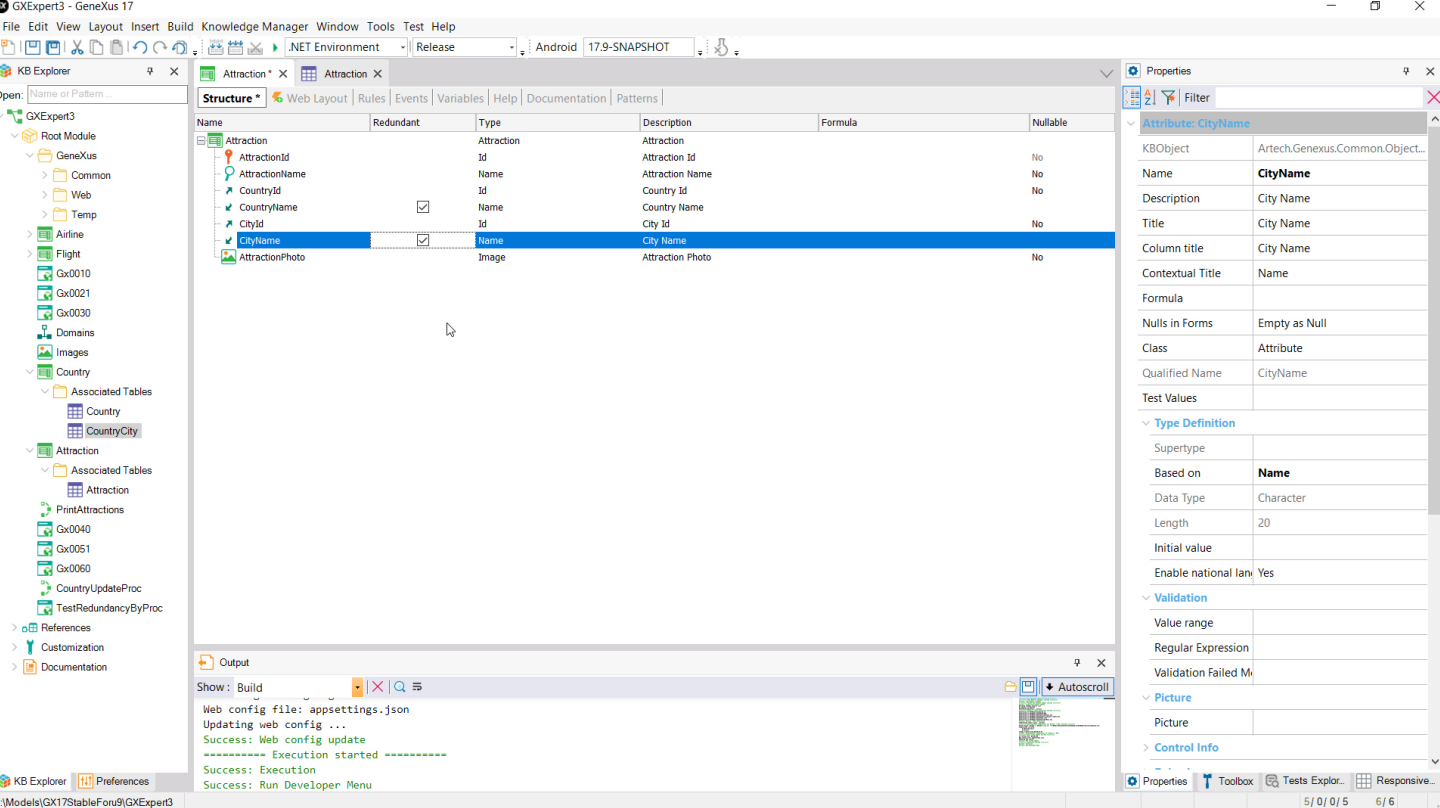 GXExpert3 - GeneXus 17
File Edit View Layout Insert Build Knowledge Manager Window Tools Test Help
.NET Environment Release Android 17.9-SNAPSHOT
KB Explorer
Open: Name or Pattern ...
GXExpert3
Root Module
GeneXus
Common
Web
Temp
Airline
Flight
Gx0010
Gx0021
Gx0030
Domains
Images
Country
Associated Tables
Country
CountryCity
Attraction
Associated Tables
Attraction
PrintAttractions
Gx0040
Gx0051
Gx0060
CountryUpdateProc
TestRedundancyByProc
References
Customization
Documentation
KB Explorer Preferences
Attraction * Attraction
Structure * Web Layout Rules Events Variables Help Documentation Patterns
Name Redundant Type Description Formula Nullable
Attraction Attraction Attraction
AttractionId Id Attraction Id No
AttractionName Name Attraction Name No
CountryId Id Country Id No
CountryName Name Country Name
CityId Id City Id No
CityName Name City Name
AttractionPhoto Image Attraction Photo No
Output
Show : Build Autoscroll
Web config file: appsettings.json
Updating web config ...
Success: Web config update
========== Execution started ==========
Success: Execution
Success: Run Developer Menu
Properties
Filter
Attribute: CityName
KBObject Artech.Genexus.Common.Object...
Name CityName
Description City Name
Title City Name
Column title City Name
Contextual Title Name
Formula
Nulls in Forms Empty as Null
Class Attribute
Qualified Name CityName
Test Values
Type Definition
Supertype
Based on Name
Data Type Character
Length 20
Initial value
Enable national lan Yes
Validation
Value range
Regular Expression
Validation Failed M
Picture
Picture
Control Info
Properties Toolbox Tests Explor... Responsive...
:\Models\GX17StableForu9\GXExpert3 5/ 0/ 0/ 5 6/ 6